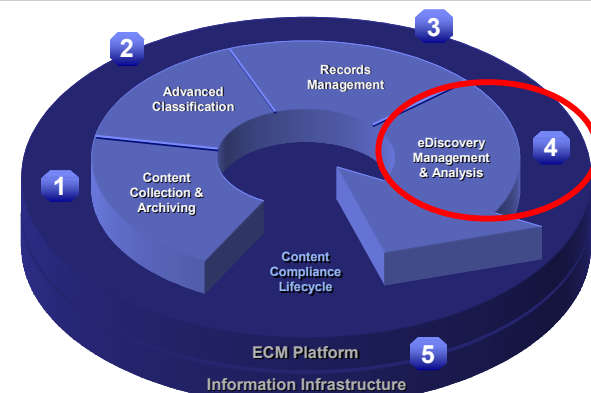 3
2
Records
Management
Advanced
Classification
eDiscovery
Management
& Analysis
4
1
Content
Collection &
Archiving
Content
Compliance
Lifecycle
ECM Platform
5
Information Infrastructure